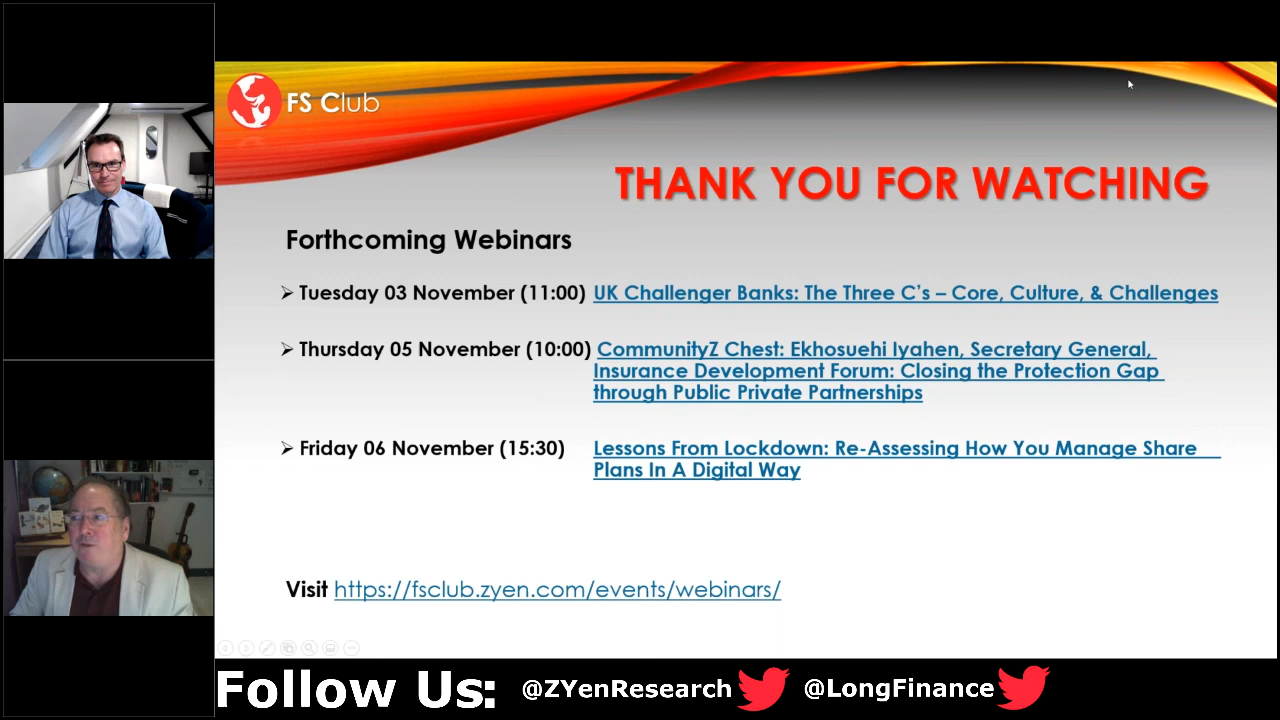 FS Club
THANK YOU FOR WATCHING
Forthcoming Webinars
Tuesday 03 November (11:00) UK Challenger Banks: The Three C’s – Core, Culture, & Challenges
Thursday 05 November (10:00) CommunityZ Chest: Ekhosuehi Iyahen, Secretary General,
Insurance Development Forum: Closing the Protection Gap
through Public Private Partnerships
Friday 06 November (15:30) Lessons From Lockdown: Re-Assessing How You Manage Share
Plans In A Digital Way
Visit https://fsclub.zyen.com/events/webinars/
Follow Us: @ZYenResearch @LongFinance